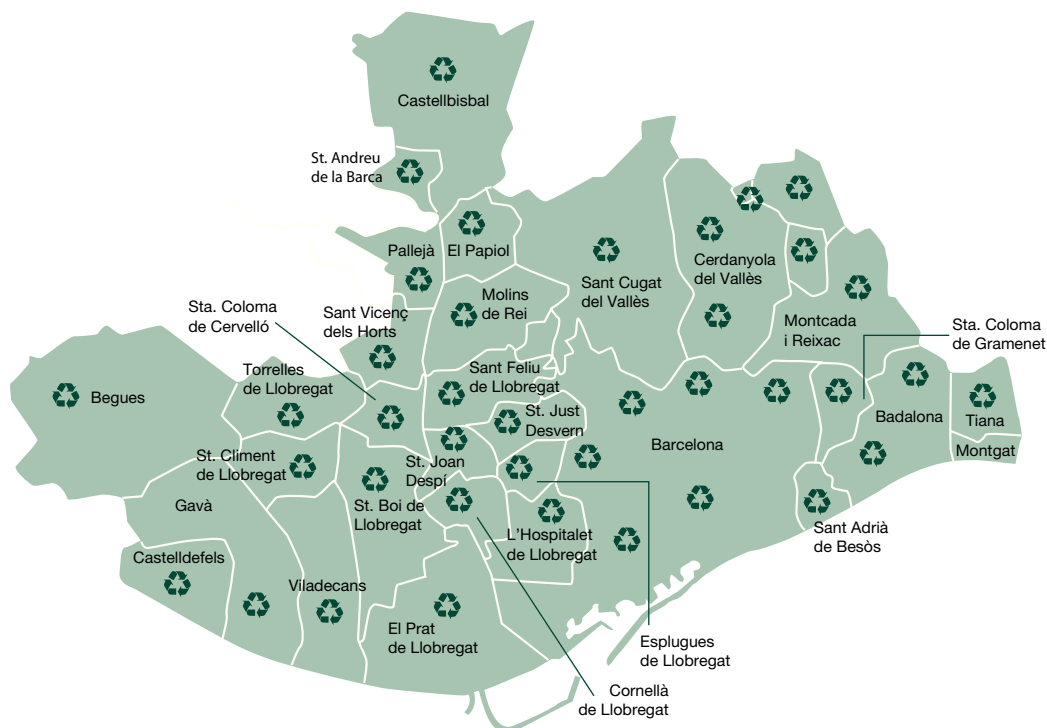 Castellbisbal
St. Andreu
de la Barca
Pallejà
El Papiol
Cerdanyola
del Vallès
Sant Cugat
del Vallès
Molins
de Rei
Sta. Coloma
de Cervelló
Sant Vicenç
dels Horts
Montcada
i Reixac
Sta. Coloma
de Gramenet
Torrelles
de Llobregat
Sant Feliu
de Llobregat
Begues
St. Just
Desvern
Barcelona
Badalona
Tiana
Montgat
St. Climent
de Llobregat
St. Joan
Despí
Gavà
St. Boi de
Llobregat
L'Hospitalet
de Llobregat
Sant Adrià
de Besòs
Castelldefels
Viladecans
El Prat
de Llobregat
Esplugues
de Llobregat
Cornellà
de Llobregat